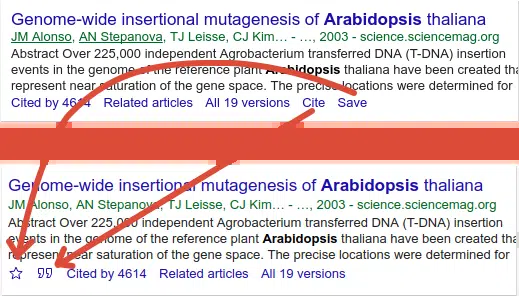 Genome-wide insertional mutagenesis of Arabidopsis thaliana
JM Alonso, AN Stepanova, TJ Leisse, CJ Kim… - …, 2003 - science.sciencemag.org
Abstract Over 225,000 independent Agrobacterium transferred DNA (T-DNA) insertion
events in the genome of the reference plant Arabidopsis thaliana have been created tha
represent near saturation of the gene space. The precise locations were determined for
Cited by 4614 Related articles All 19 versions Cite Save
Genome-wide insertional mutagenesis of Arabidopsis thaliana
JM Alonso, AN Stepanova, TJ Leisse, CJ Kim… - …, 2003 - science.sciencemag.org
Abstract Over 225,000 independent Agrobacterium transferred DNA (T-DNA) insertion
events in the genome of the reference plant Arabidopsis thaliana have been created tha
represent near saturation of the gene space. The precise locations were determined for
Cited by 4614 Related articles All 19 versions